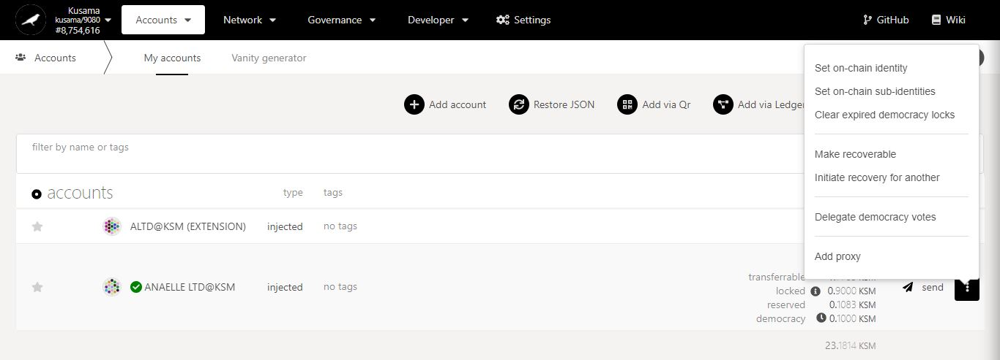 Kusama
kusama/9080
#8,754,616
Accounts
Network
Governance
Developer
Settings
GitHub
Wiki
Accounts
My accounts
Vanity generator
Add account
Restore JSON
Add via Qr
Add via Ledger
filter by name or tags
accounts
type
tags
ALTD@KSM (EXTENSION)
injected
no tags
ANAELLE LTD@KSM
injected
no tags
transferrable
KSM
locked 0.9000 KSM
reserved 0.1083 KSM
democracy 0.1000 KSM
send
23.1814 KSM
Set on-chain identity
Set on-chain sub-identities
Clear expired democracy locks
Make recoverable
Initiate recovery for another
Delegate democracy votes
Add proxy